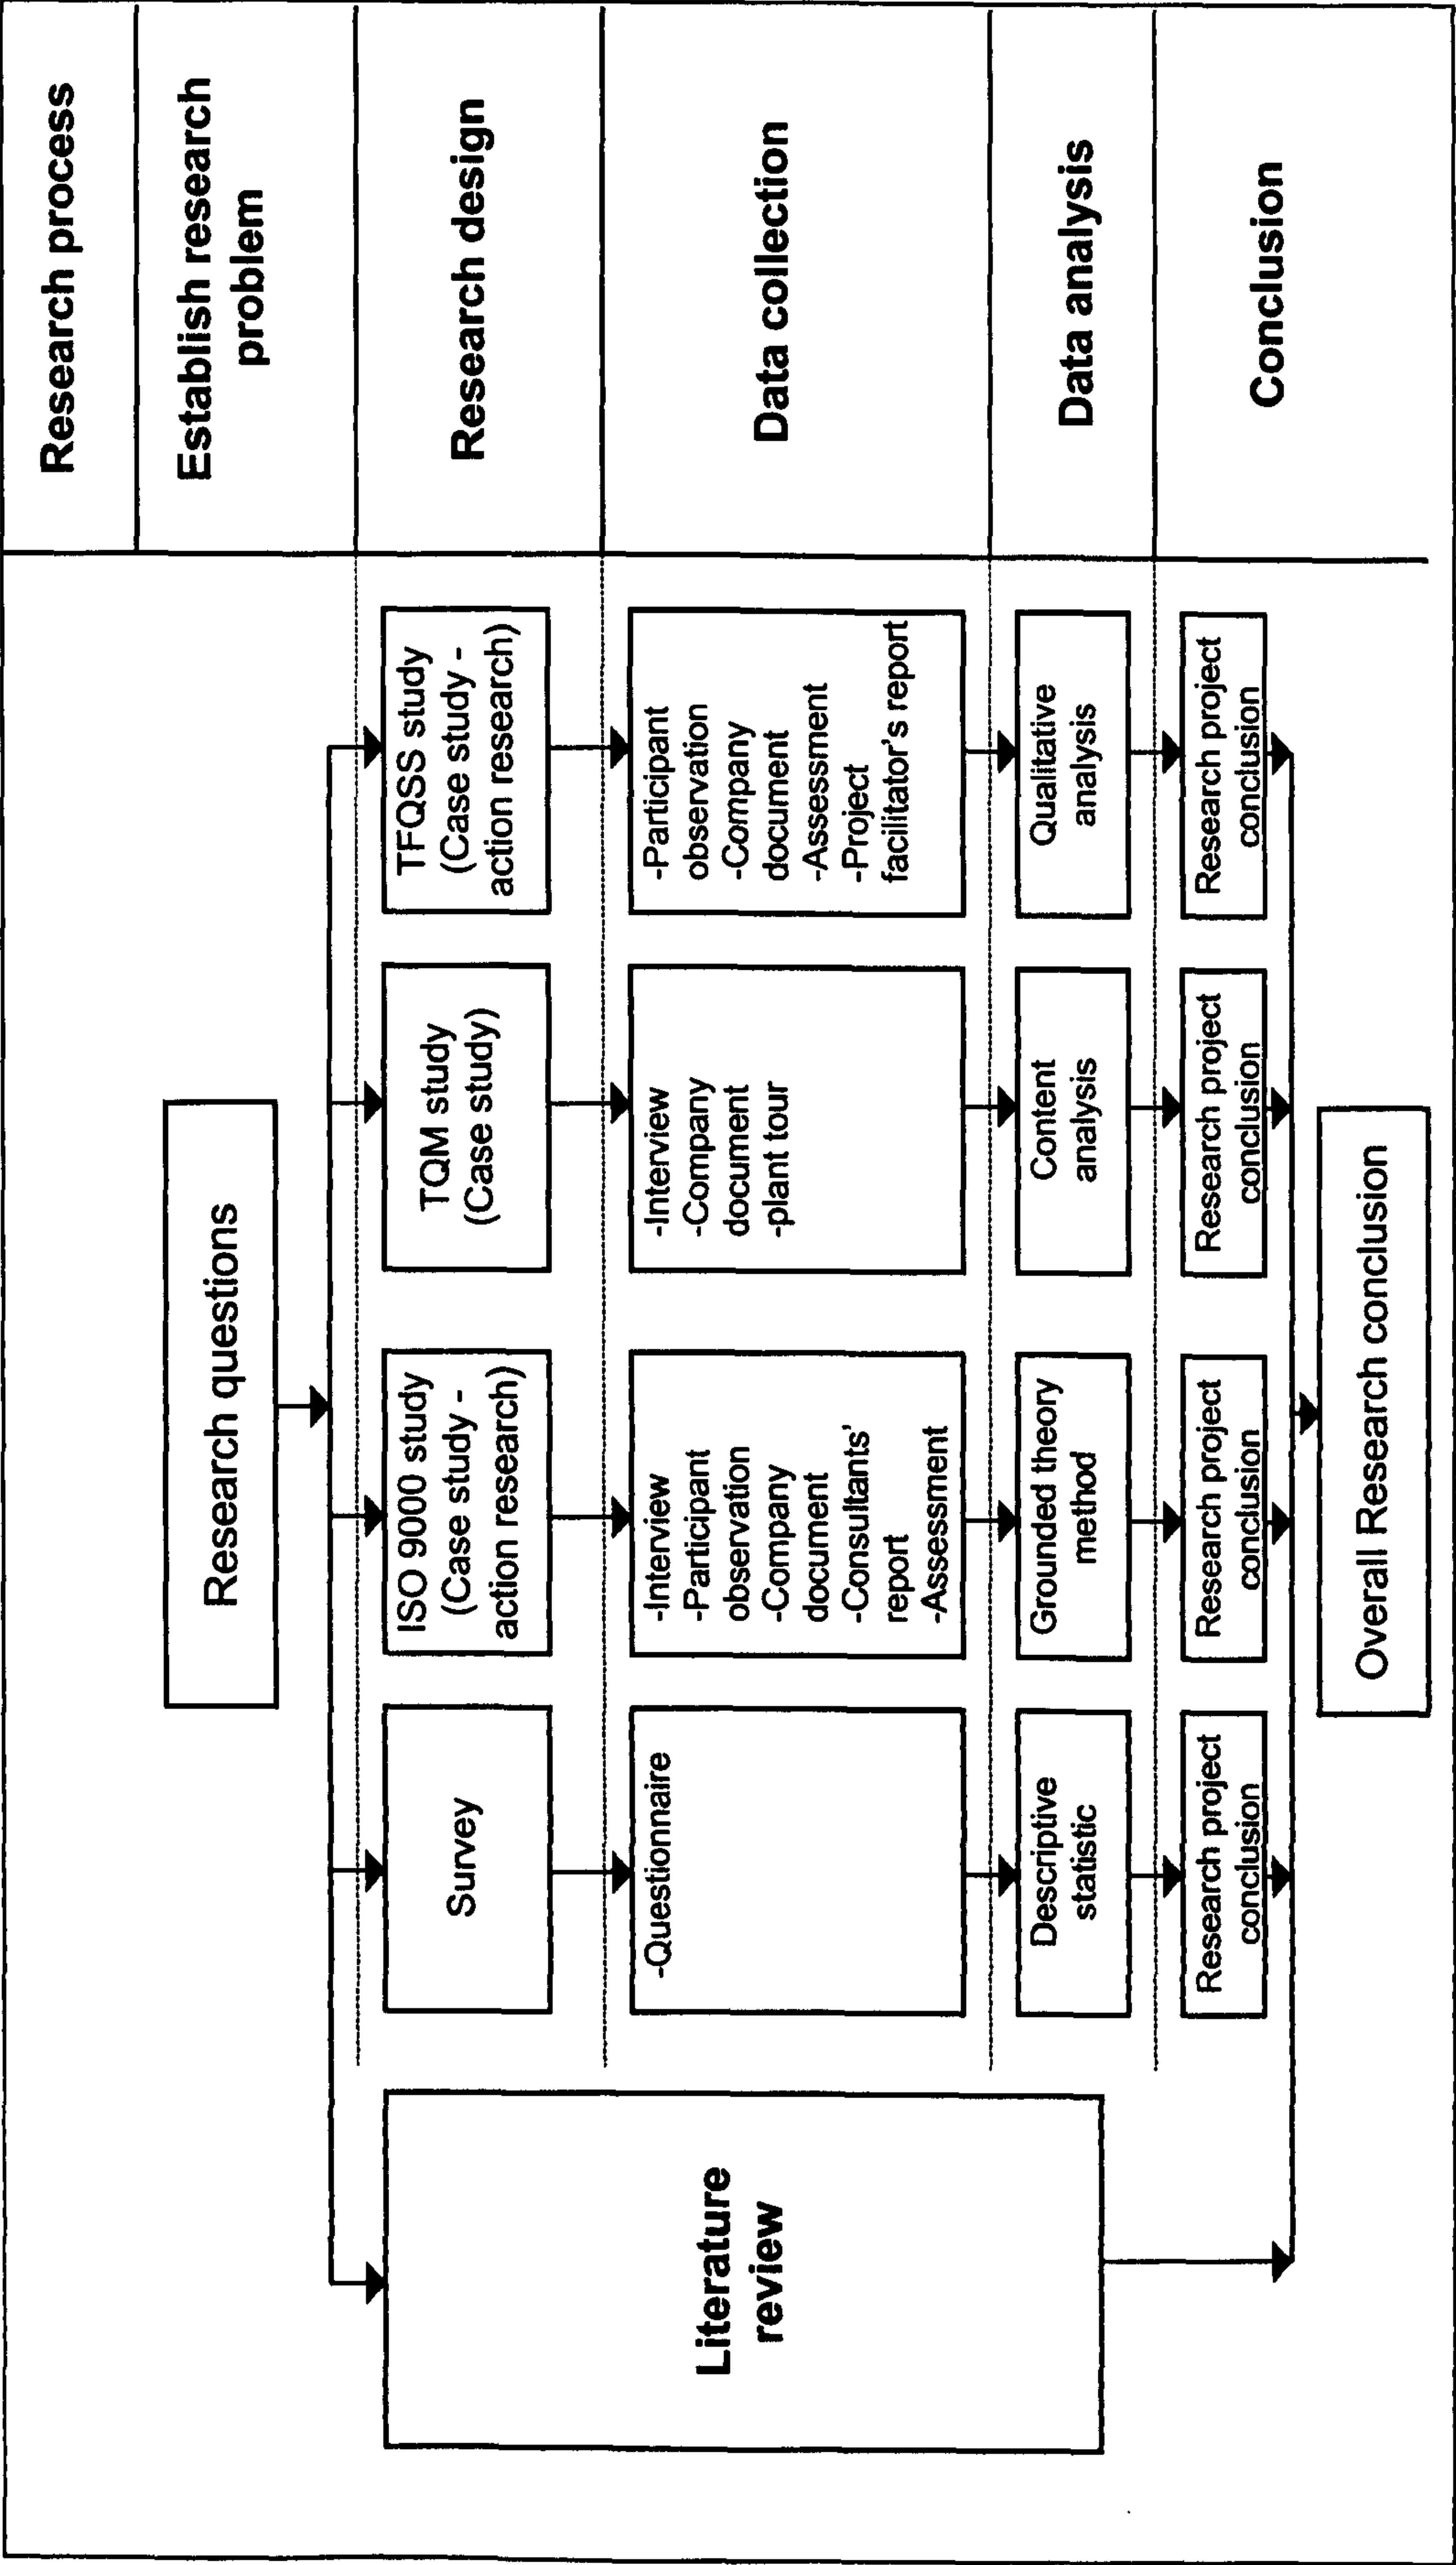 Research process
Establish research
problem
Research questions
Research design
Literature
review
Survey
ISO 9000 study
(Case study -
action research)
TQM study
(Case study)
TFQSS study
(Case study -
action research)
Data collection
-Questionnaire
-Interview
-Participant
observation
-Company
document
-Consultants'
report
-Assessment
-Interview
-Company
document
-plant tour
-Participant
observation
-Company
document
-Assessment
-Project
facilitator's report
Data analysis
Descriptive
statistic
Grounded theory
method
Content
analysis
Qualitative
analysis
Conclusion
Research project
conclusion
Research project
conclusion
Research project
conclusion
Research project
conclusion
Overall Research conclusion